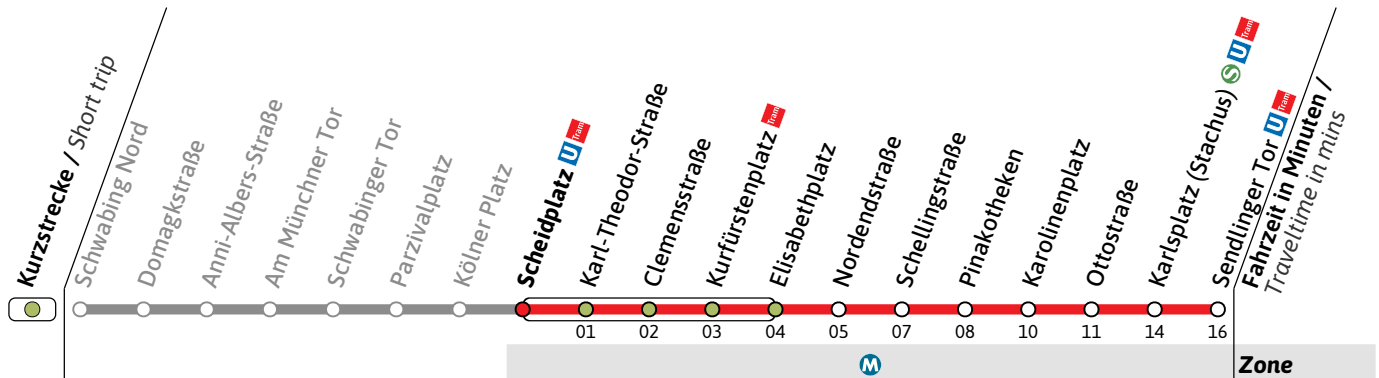 Kurzstrecke / Short trip
Schwabing Nord
Domagkstraße
Anni-Albers-Straße
Am Münchner Tor
Schwabinger Tor
Parzivalplatz
Kölner Platz
Scheidplatz U Tram
Karl-Theodor-Straße
Clemensstraße
Kurfürstenplatz Tram
Elisabethplatz
Nordendstraße
Schellingstraße
Pinakotheken
Karolinenplatz
Ottostraße
Karlsplatz (Stachus) S U Tram
Sendlinger Tor U Tram
Fahrzeit in Minuten /
Traveltime in mins
01 02 03 04 05 07 08 10 11 14 16
M
Zone